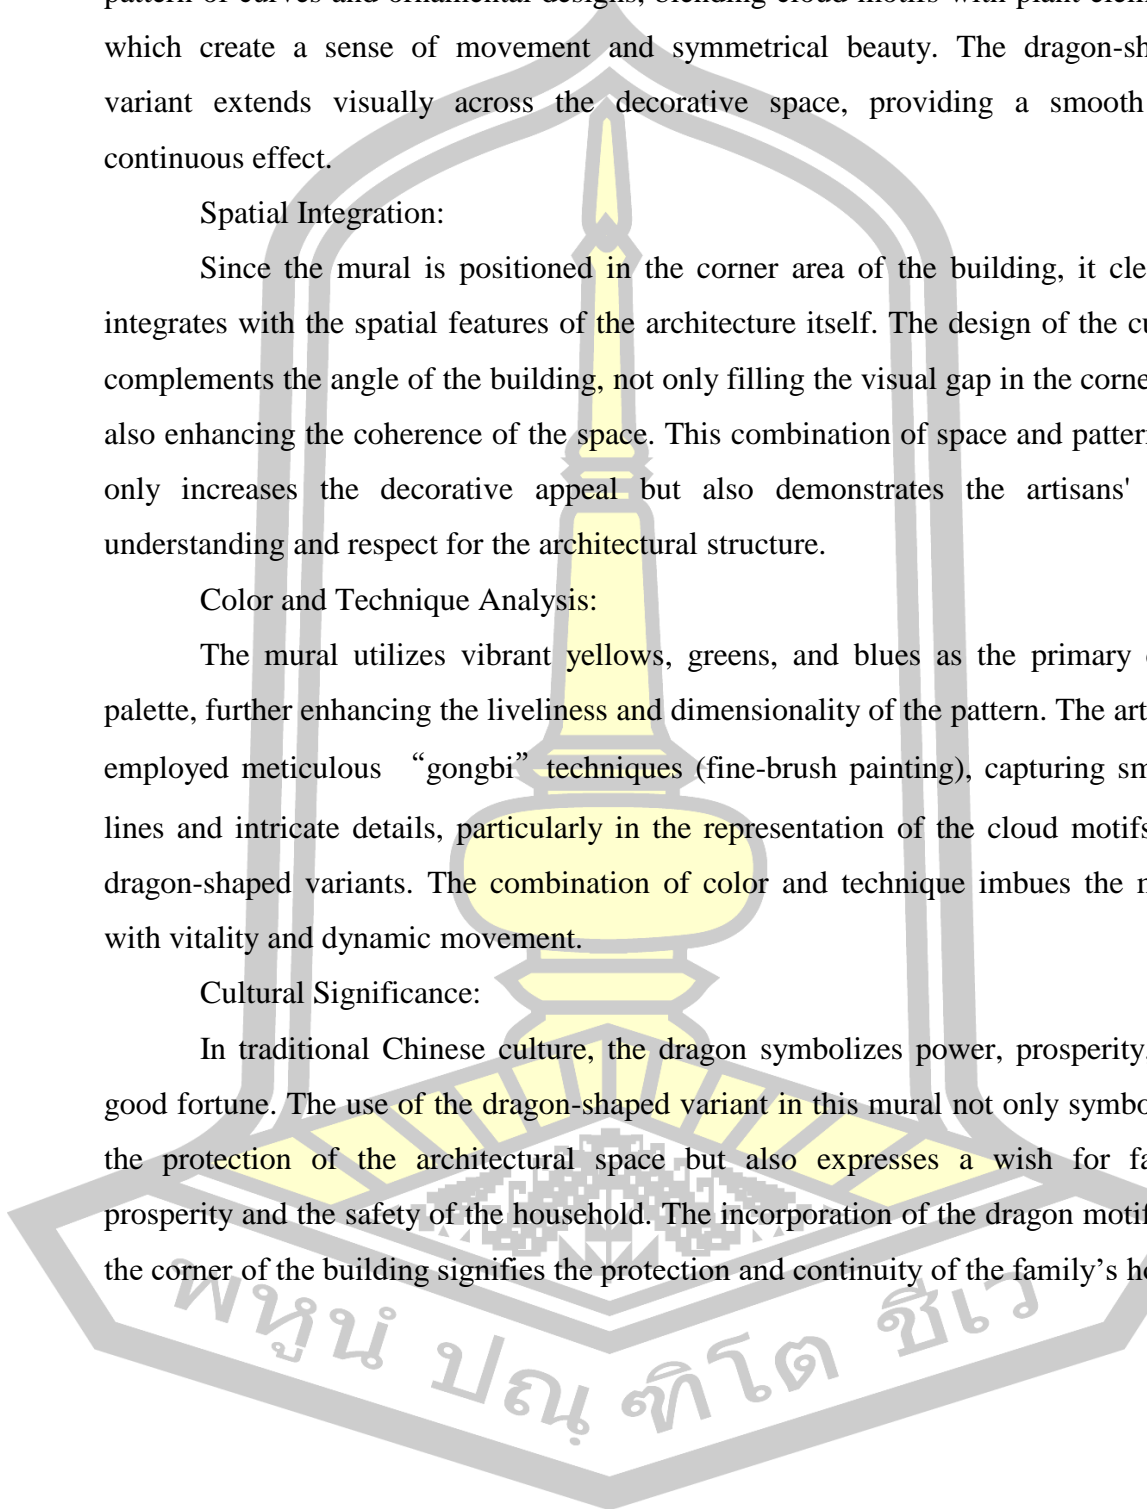 pattern of curves and ornamental designs, blending cloud motifs with plant
which create a sense of movement and symmetrical beauty. The
variant extends visually across the decorative space, providing a smooth
continuous effect.
Spatial Integration:
Since the mural is positioned in the corner area of the building, it
integrates with the spatial features of the architecture itself. The design of the
complements the angle of the building, not only filling the visual gap in the
also enhancing the coherence of the space. This combination of space and
only increases the decorative appeal but also demonstrates the artisans'
understanding and respect for the architectural structure.
Color and Technique Analysis:
The mural utilizes vibrant yellows, greens, and blues as the primary
palette, further enhancing the liveliness and dimensionality of the pattern. The
employed meticulous “gongbi” techniques (fine-brush painting), capturing
lines and intricate details, particularly in the representation of the cloud motifs
dragon-shaped variants. The combination of color and technique imbues the
with vitality and dynamic movement.
Cultural Significance:
In traditional Chinese culture, the dragon symbolizes power, prosperity,
good fortune. The use of the dragon-shaped variant in this mural not only
the protection of the architectural space but also expresses a wish for
prosperity and the safety of the household. The incorporation of the dragon motif
the corner of the building signifies the protection and continuity of the family’s
พหูนํ ปณฺฑิโต ชีเว